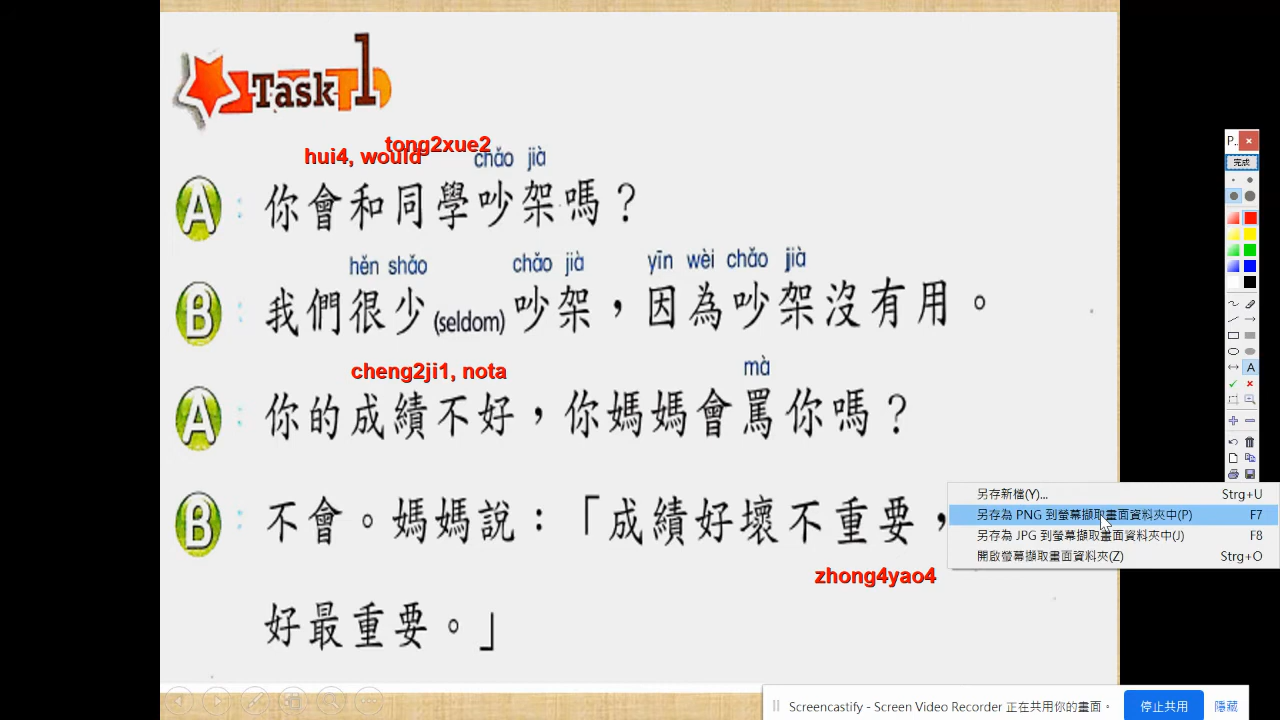 Task 1
tong2xue2
hui4, would
chǎo jià
A : 你會和同學吵架嗎？
hěn shǎo chǎo jià yīn wèi chǎo jià
B : 我們很少(seldom)吵架，因為吵架沒有用。
cheng2ji1, nota
mà
A : 你的成績不好，你媽媽會罵你嗎？
B : 不會。媽媽說：「成績好壞不重要，
zhong4yao4
好最重要。」
P..
完成
A
另存新檔(Y)... Strg+U
另存為 PNG 到螢幕擷取畫面資料夾中(P) F7
另存為 JPG 到螢幕擷取畫面資料夾中(J) F8
開啟螢幕擷取畫面資料夾(Z) Strg+O
Screencastify - Screen Video Recorder 正在共用你的畫面。 停止共用 隱藏